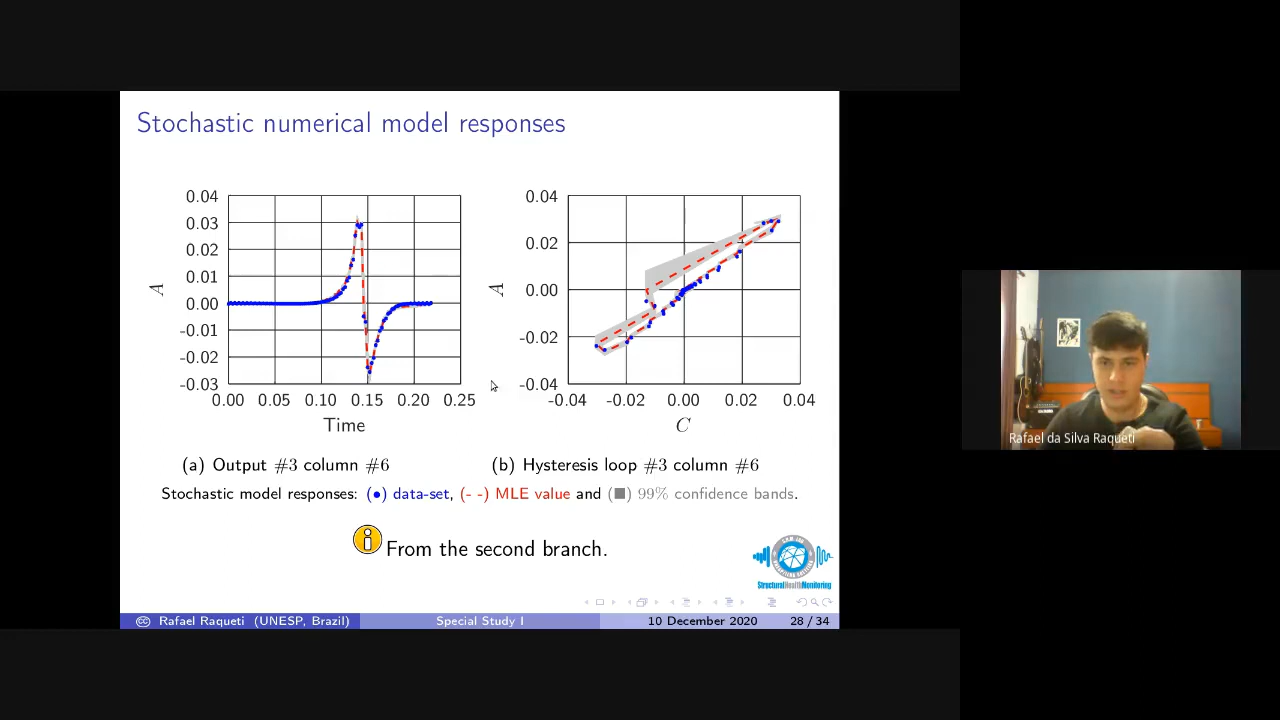 Stochastic numerical model responses
0.04
0.03
0.02
0.01
0.00
-0.01
-0.02
-0.03
A
0.00 0.05 0.10 0.15 0.20 0.25
Time
0.04
0.02
0.00
-0.02
-0.04
A
-0.04 -0.02 0.00 0.02 0.04
C
(a) Output #3 column #6
(b) Hysteresis loop #3 column #6
Stochastic model responses: (•) data-set, (- -) MLE value and (■) 99% confidence bands.
From the second branch.
StructuralHealthMonitoring
Rafael Raqueti (UNESP, Brazil) Special Study I 10 December 2020 28 / 34
Rafael da Silva Raqueti